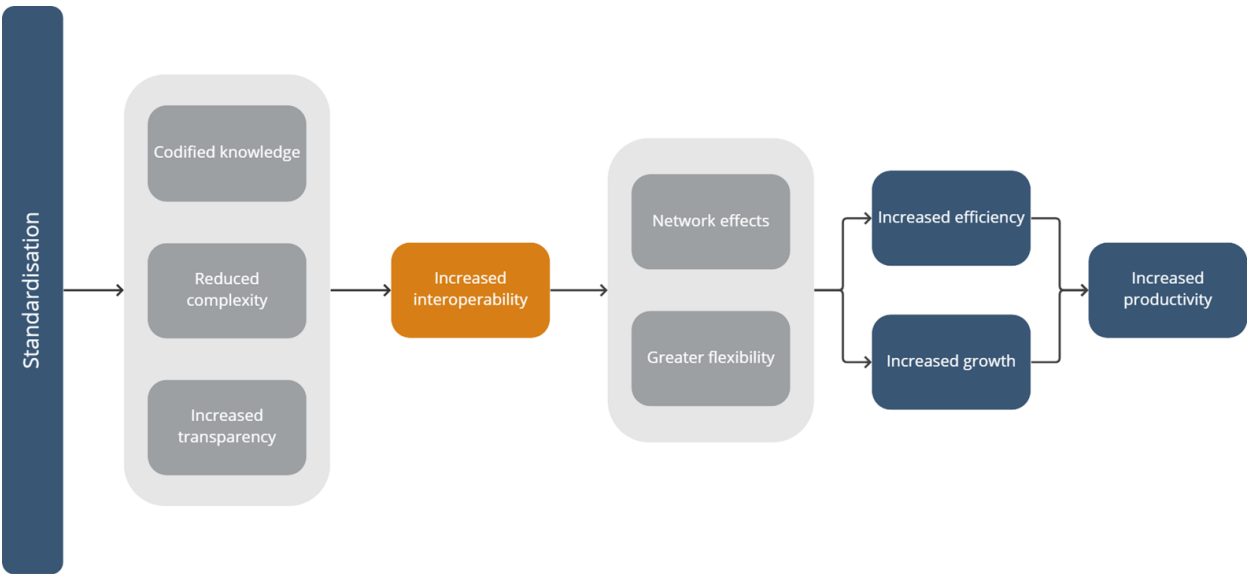 Standardisation
Codified knowledge
Reduced
complexity
Increased
transparency
Increased
interoperability
Network effects
Greater flexibility
Increased efficiency
Increased growth
Increased
productivity